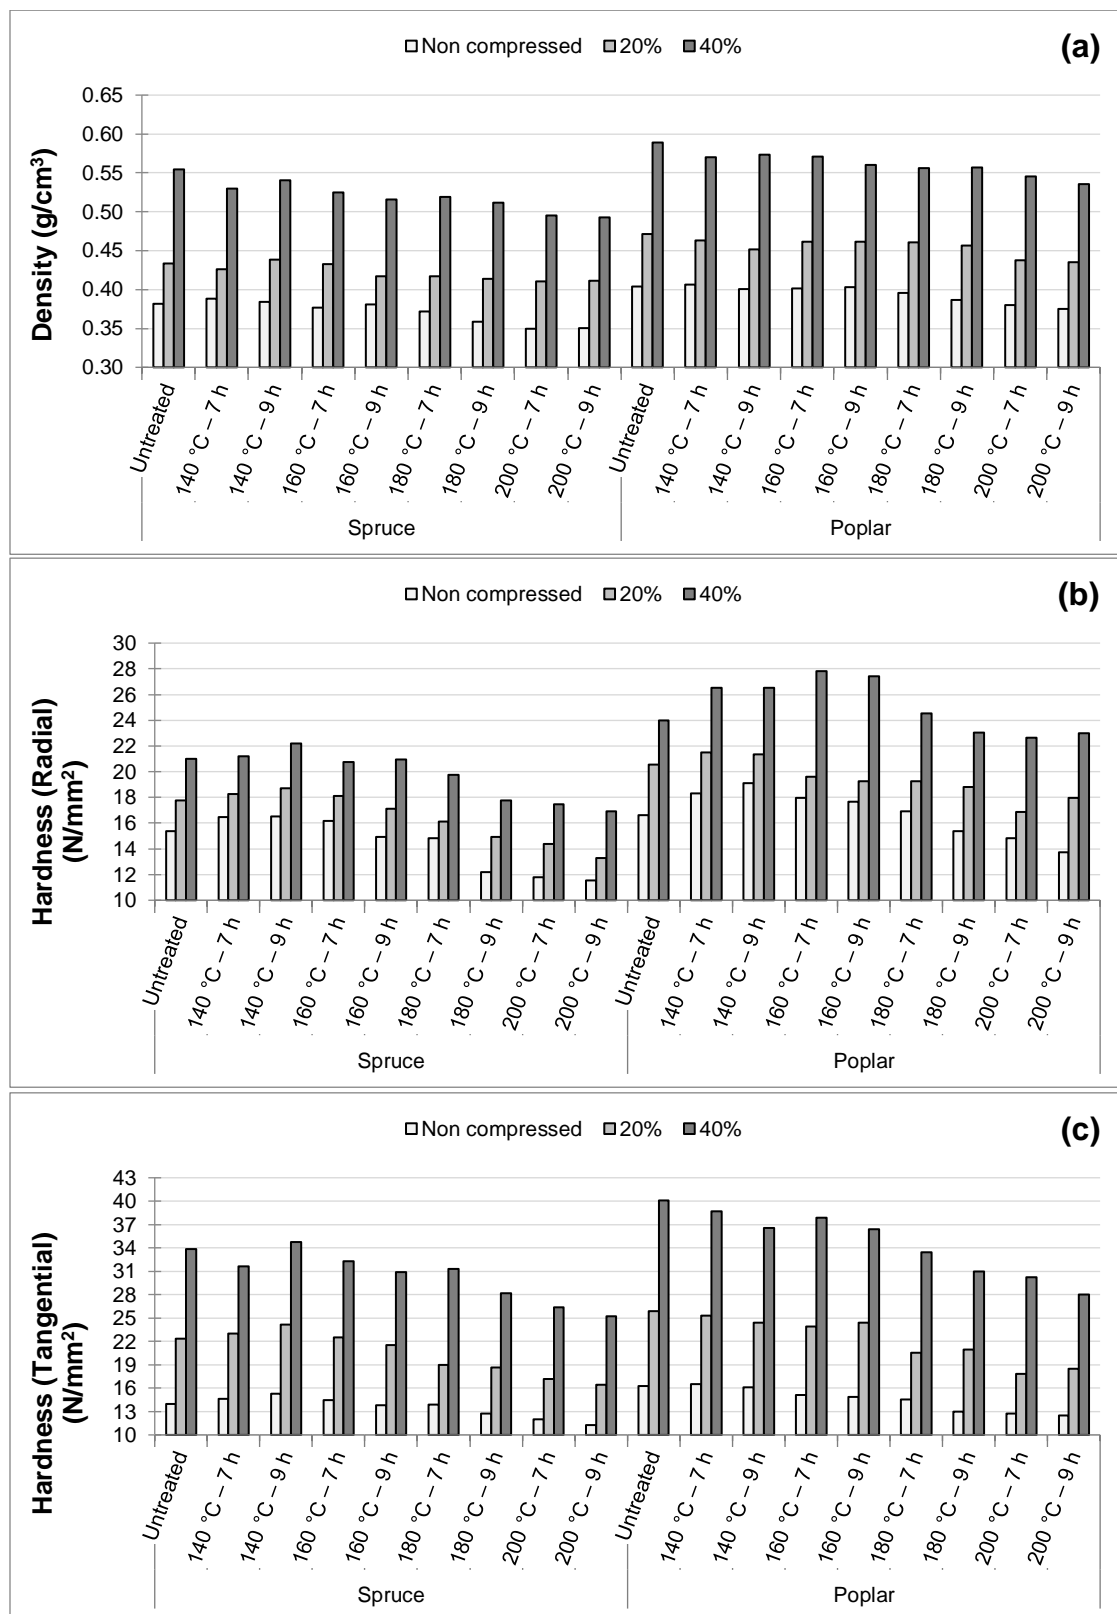 Non compressed 20% 40%
(a)
Density (g/cm³)
0.65
0.60
0.55
0.50
0.45
0.40
0.35
0.30
Untreated
140 °C – 7 h
140 °C – 9 h
160 °C – 7 h
160 °C – 9 h
180 °C – 7 h
180 °C – 9 h
200 °C – 7 h
200 °C – 9 h
Untreated
140 °C – 7 h
140 °C – 9 h
160 °C – 7 h
160 °C – 9 h
180 °C – 7 h
180 °C – 9 h
200 °C – 7 h
200 °C – 9 h
Spruce
Poplar
Non compressed 20% 40%
(b)
Hardness (Radial)
(N/mm²)
30
28
26
24
22
20
18
16
14
12
10
Untreated
140 °C – 7 h
140 °C – 9 h
160 °C – 7 h
160 °C – 9 h
180 °C – 7 h
180 °C – 9 h
200 °C – 7 h
200 °C – 9 h
Untreated
140 °C – 7 h
140 °C – 9 h
160 °C – 7 h
160 °C – 9 h
180 °C – 7 h
180 °C – 9 h
200 °C – 7 h
200 °C – 9 h
Spruce
Poplar
Non compressed 20% 40%
(c)
Hardness (Tangential)
(N/mm²)
43
40
37
34
31
28
25
22
19
16
13
10
Untreated
140 °C – 7 h
140 °C – 9 h
160 °C – 7 h
160 °C – 9 h
180 °C – 7 h
180 °C – 9 h
200 °C – 7 h
200 °C – 9 h
Untreated
140 °C – 7 h
140 °C – 9 h
160 °C – 7 h
160 °C – 9 h
180 °C – 7 h
180 °C – 9 h
200 °C – 7 h
200 °C – 9 h
Spruce
Poplar